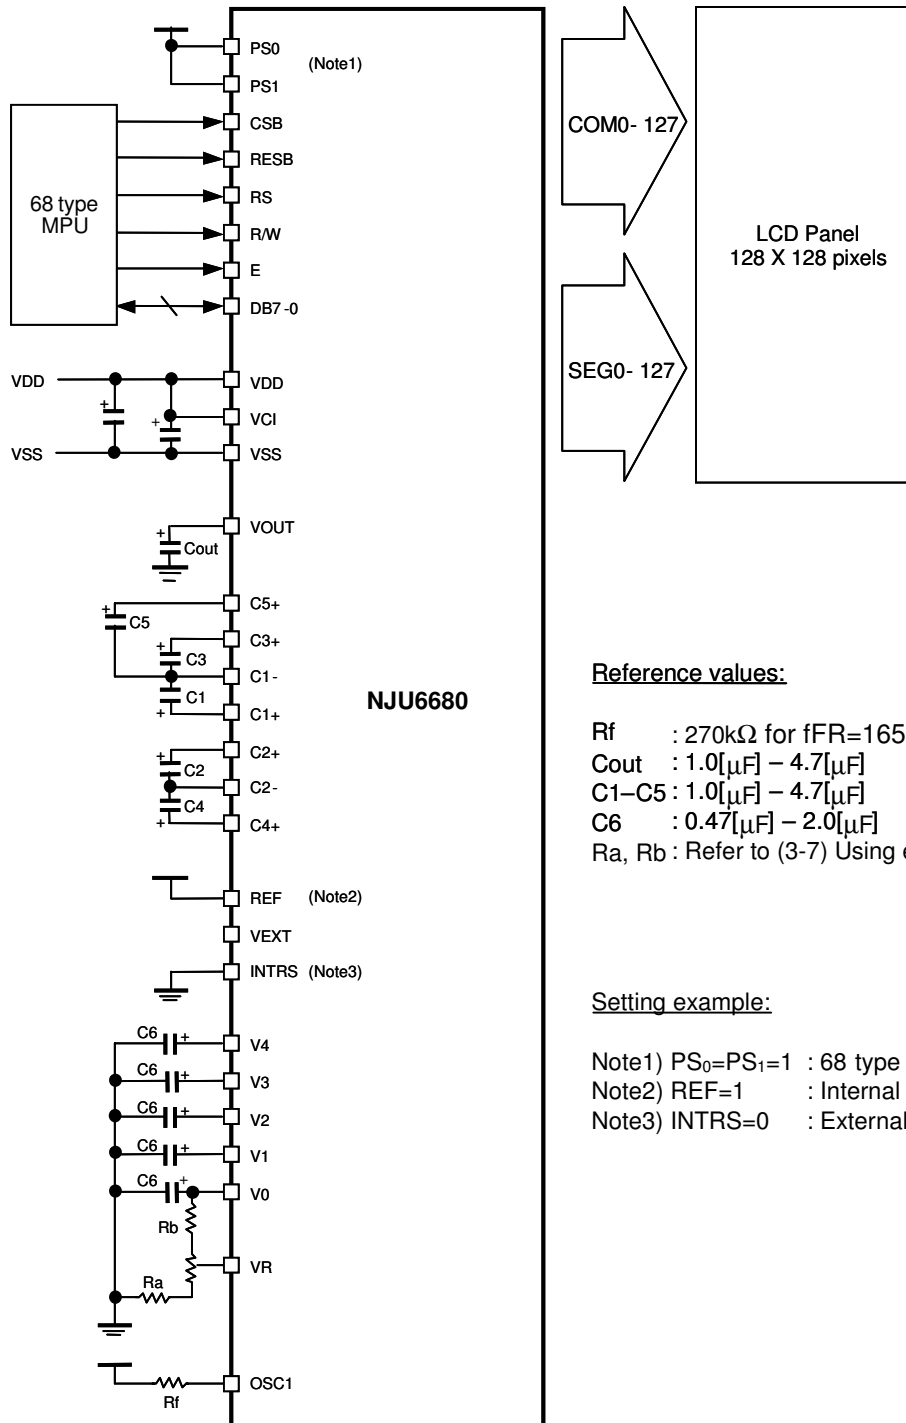 PS0
(Note1)
PS1
CSB
RESB
RS
R/W
E
DB7-0
68 type
MPU
COM0- 127
SEG0- 127
LCD Panel
128 X 128 pixels
VDD
VDD
+
VCI
+
VSS
VSS
VOUT
+
Cout
C5+
+
C5
C3+
+
C3
C1-
C1
C1+
+
C2+
+
C2
C2-
C4
C4+
+
NJU6680
REF
(Note2)
VEXT
INTRS
(Note3)
C6
+
V4
C6
+
V3
C6
+
V2
C6
+
V1
C6
+
V0
Rb
VR
Ra
OSC1
Rf
Reference values:
Rf : 270kΩ for fFR=165
Cout : 1.0[μF] – 4.7[μF]
C1–C5 : 1.0[μF] – 4.7[μF]
C6 : 0.47[μF] – 2.0[μF]
Ra, Rb : Refer to (3-7) Using
Setting example:
Note1) PS₀=PS₁=1 : 68 type
Note2) REF=1 : Internal
Note3) INTRS=0 : External